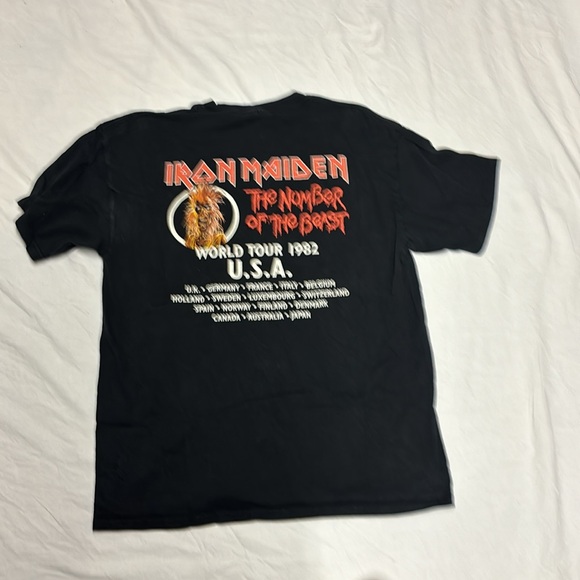 IRON MAIDEN
THE NUMBER
OF THE BEAST
WORLD TOUR 1982
U.S.A.
U.K. • GERMANY • FRANCE • ITALY • BELGIUM
HOLLAND • SWEDEN • LUXEMBOURG • SWITZERLAND
SPAIN • NORWAY • FINLAND • DENMARK
CANADA • AUSTRALIA • JAPAN